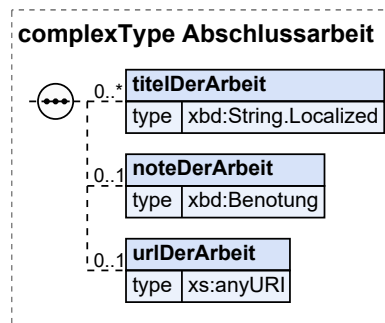 complexType Abschlussarbeit
0..* titelDerArbeit
type xbd:String.Localized
0..1 noteDerArbeit
type xbd:Benotung
0..1 urlDerArbeit
type xs:anyURI